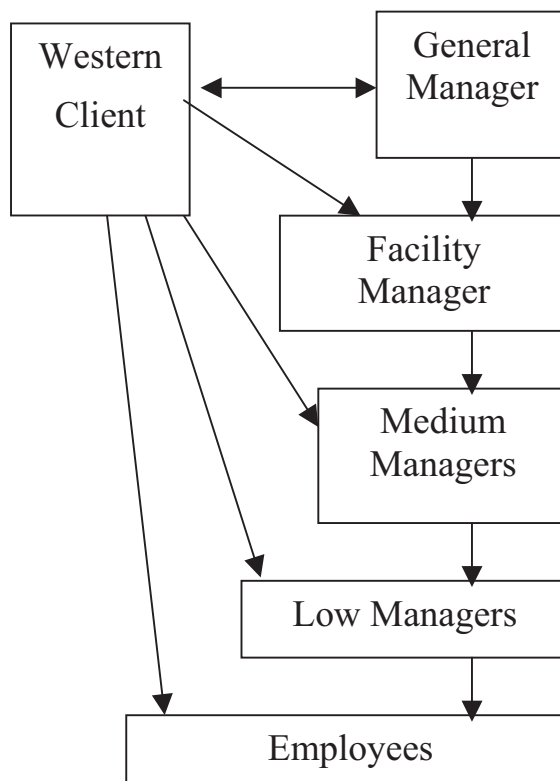 Western
Client
General
Manager
Facility
Manager
Medium
Managers
Low Managers
Employees